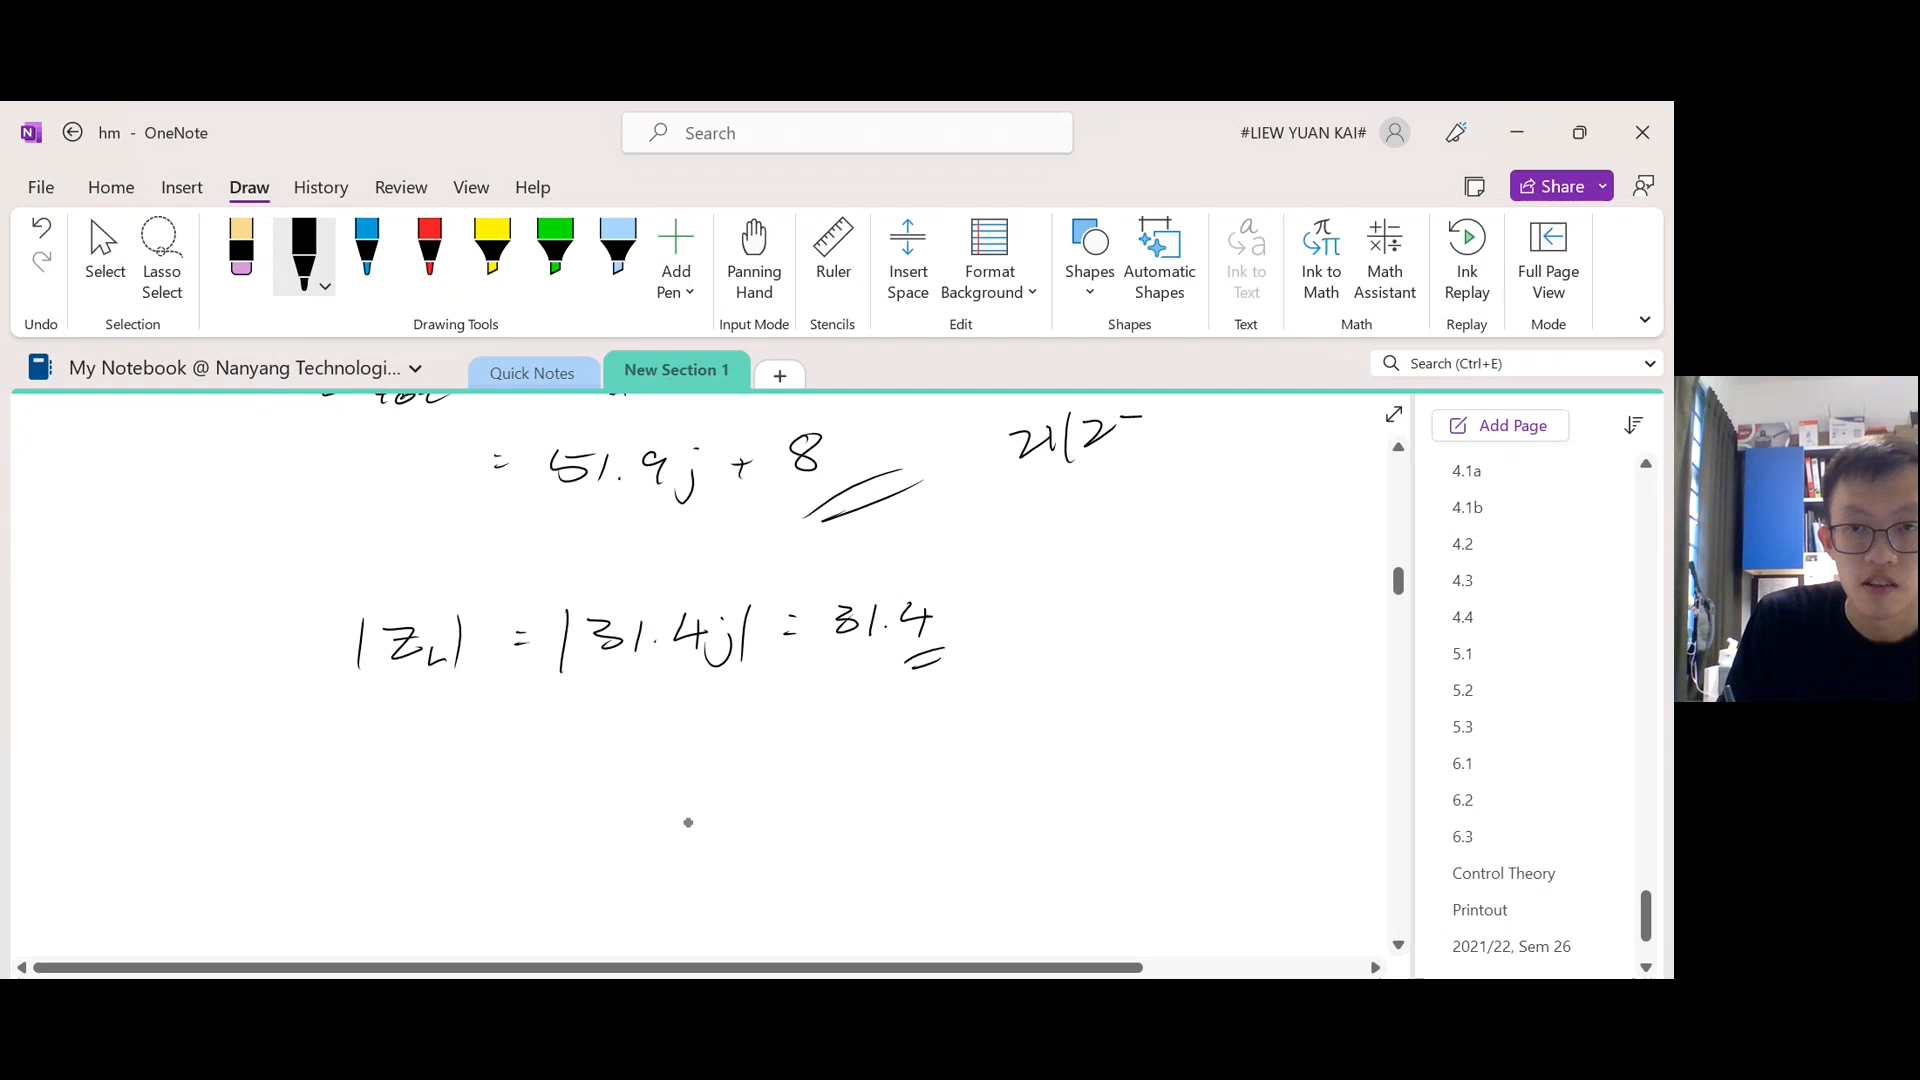 hm - OneNote
Search
#LIEW YUAN KAI#
File Home Insert Draw History Review View Help
Share
Select
Lasso Select
Add Pen
Panning Hand
Ruler
Insert Space
Format Background
Shapes
Automatic Shapes
Ink to Text
Ink to Math
Math Assistant
Ink Replay
Full Page View
Undo
Selection
Drawing Tools
Input Mode
Stencils
Edit
Shapes
Text
Math
Replay
Mode
My Notebook @ Nanyang Technologi...
Quick Notes
New Section 1
Search (Ctrl+E)
Add Page
= 51.9j + 8
|Z_L| = |31.4j| = 31.4
4.1a
4.1b
4.2
4.3
4.4
5.1
5.2
5.3
6.1
6.2
6.3
Control Theory
Printout
2021/22, Sem 26